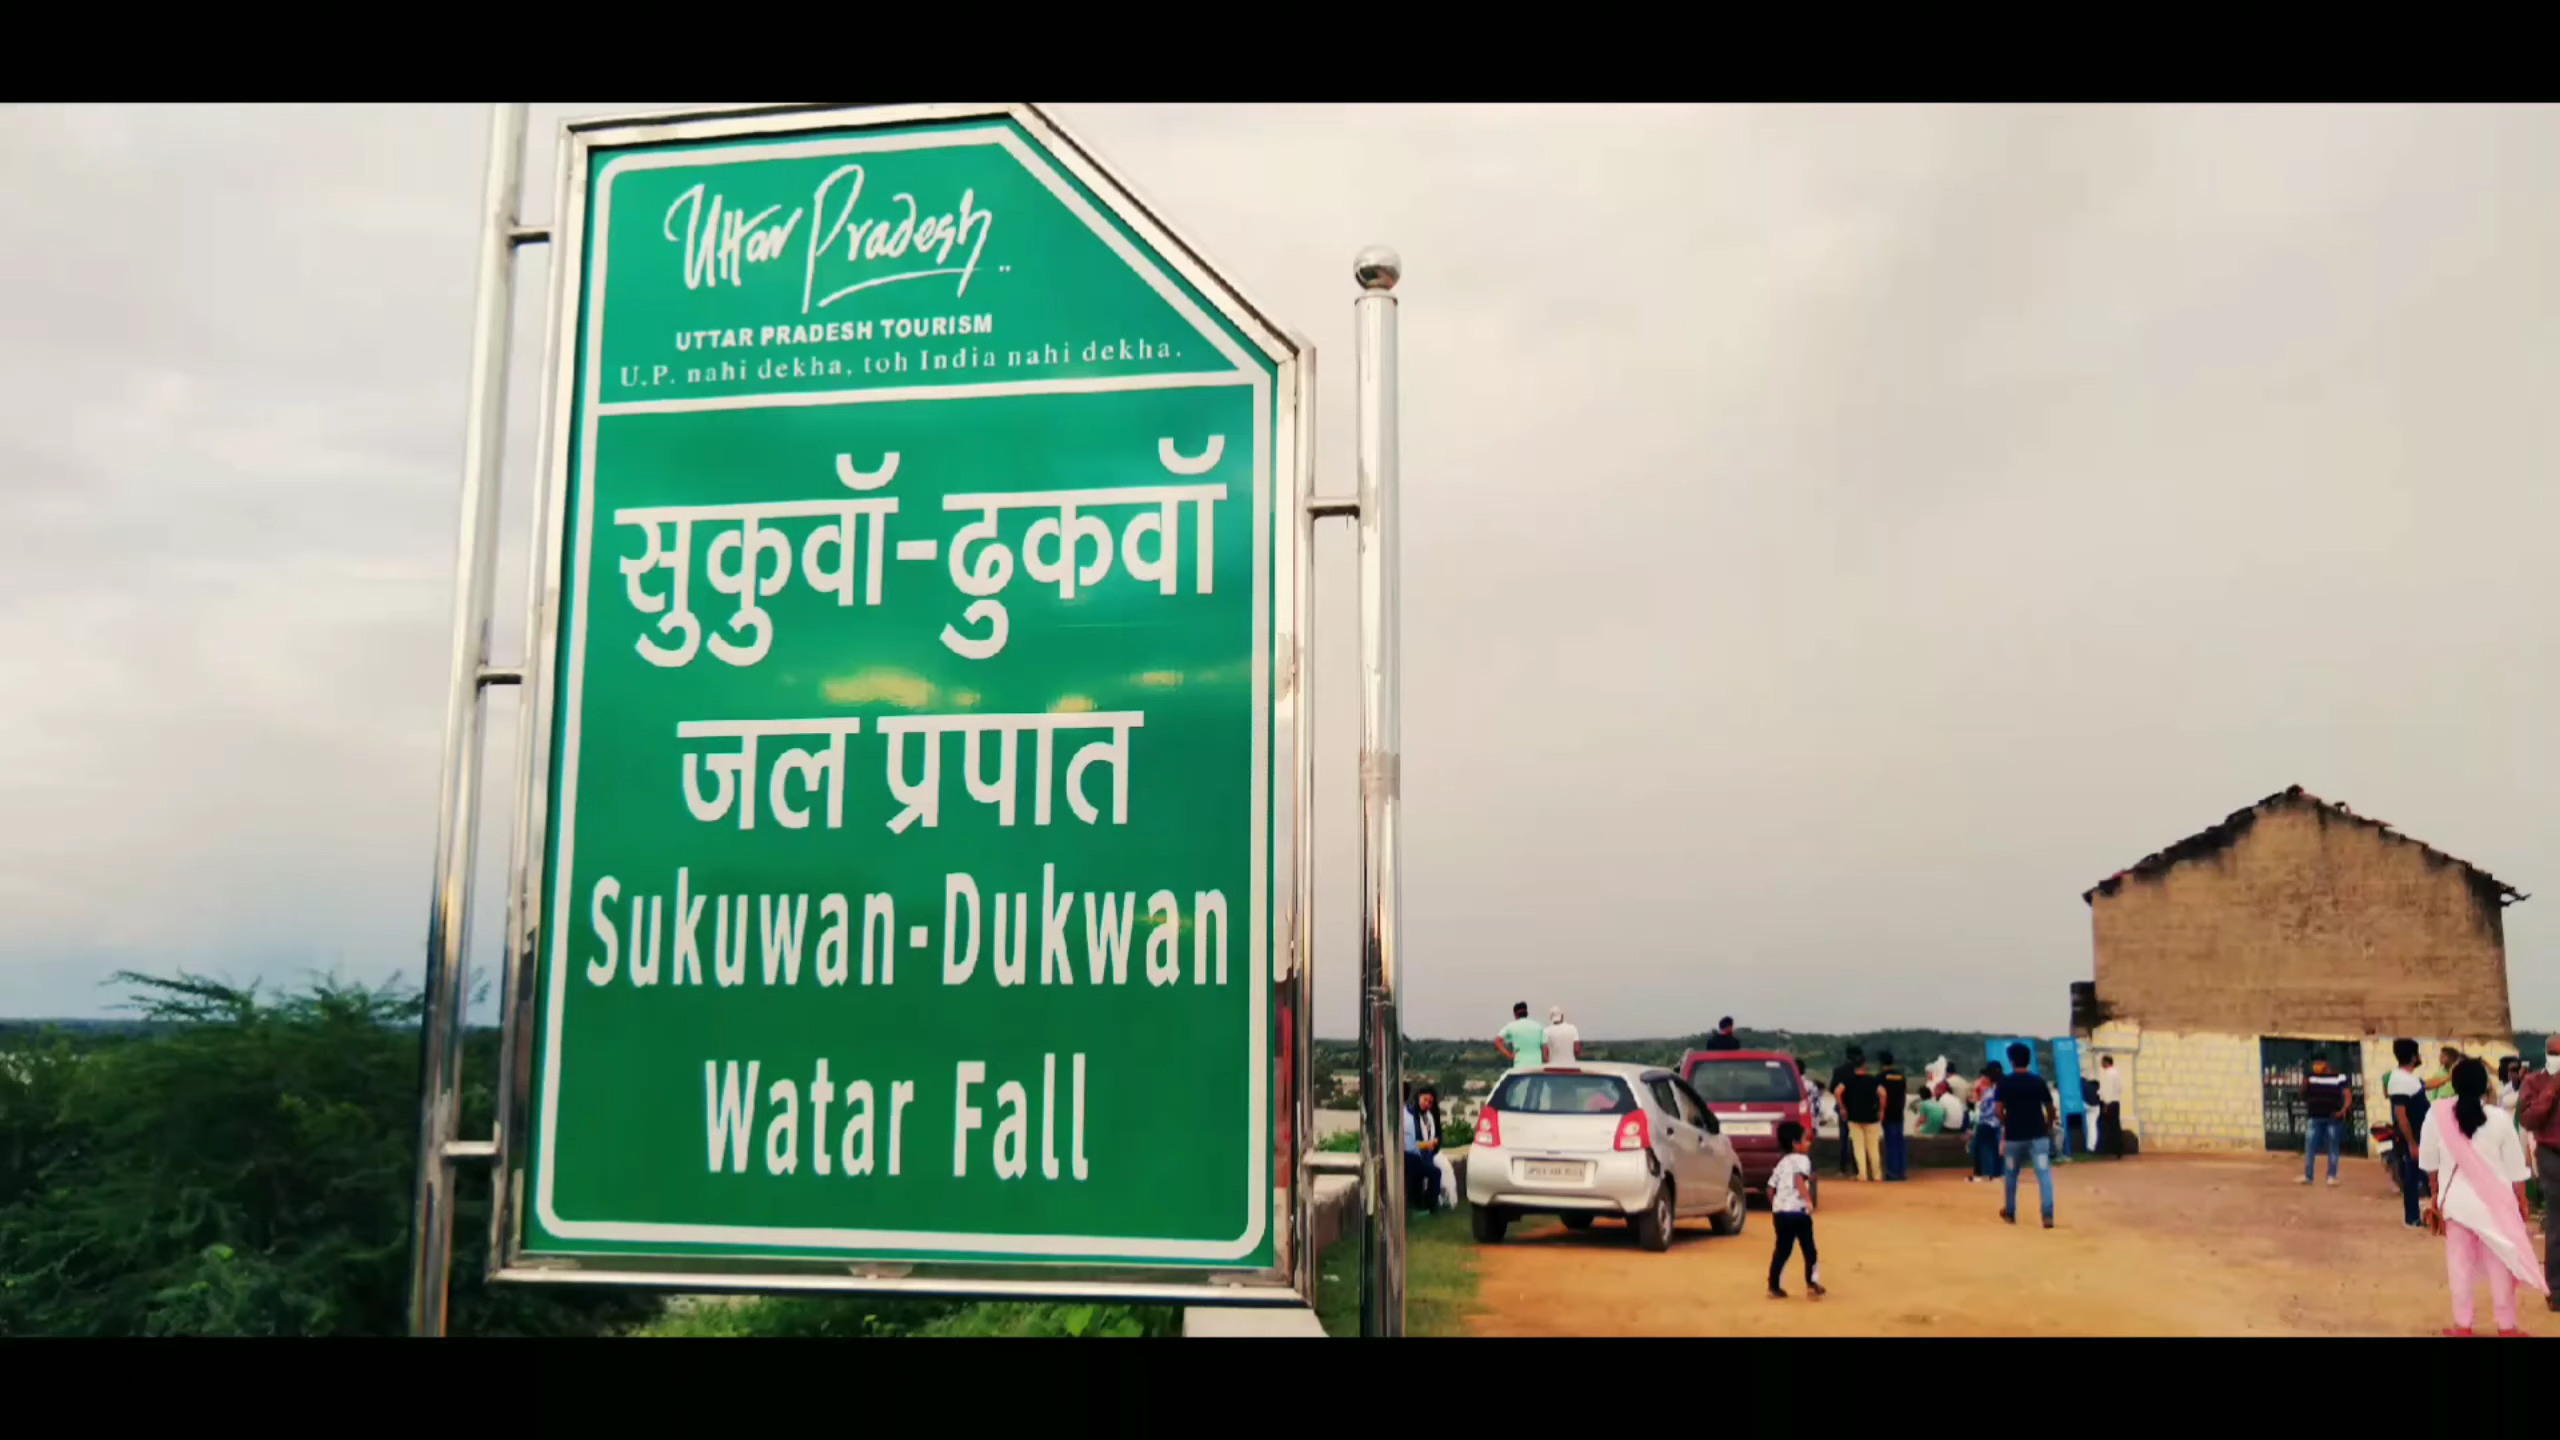 Uttar Pradesh..
UTTAR PRADESH TOURISM
U.P. nahi dekha, toh India nahi dekha.
सुकुवॉ-ढुकवॉ
जल प्रपात
Sukuwan-Dukwan
Watar Fall